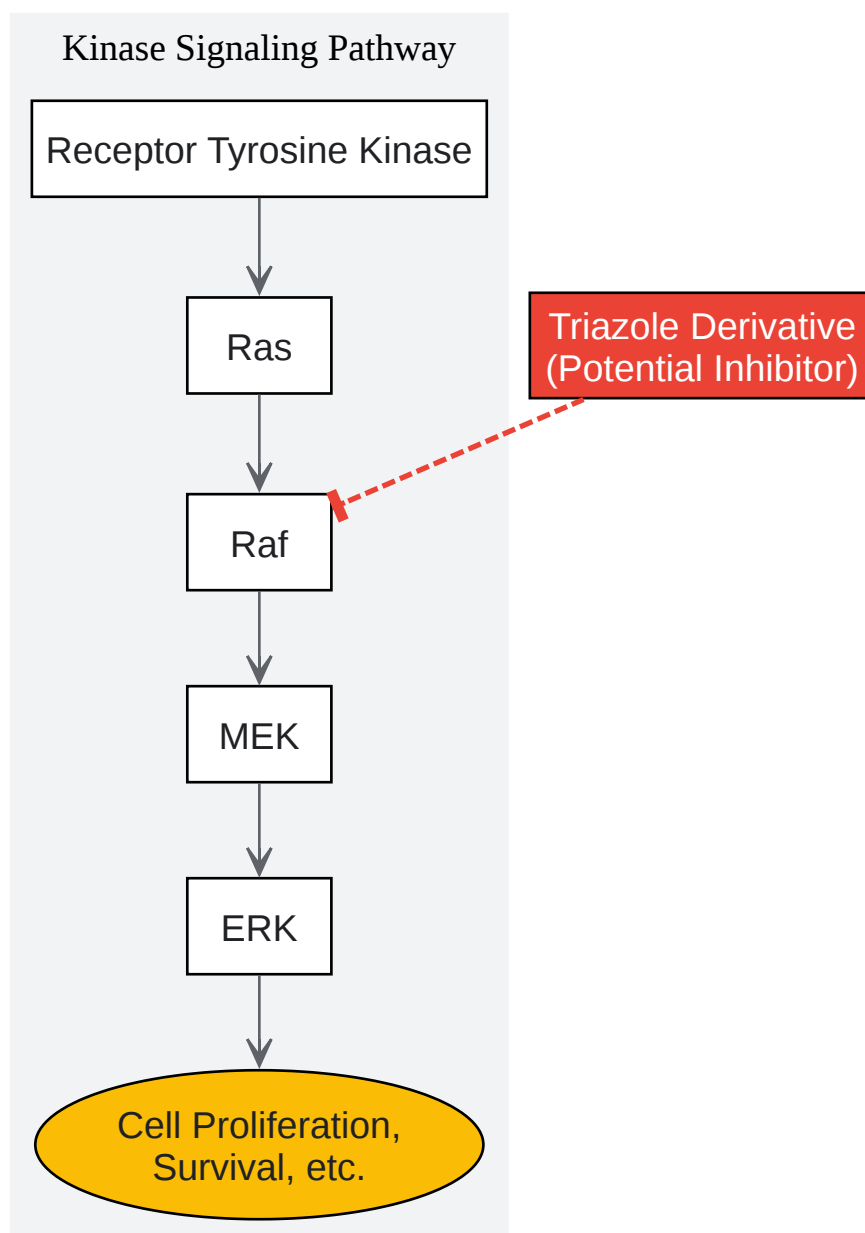 Kinase Signaling Pathway
Receptor Tyrosine Kinase
Ras
Triazole Derivative
(Potential Inhibitor)
Raf
MEK
ERK
Cell Proliferation,
Survival, etc.